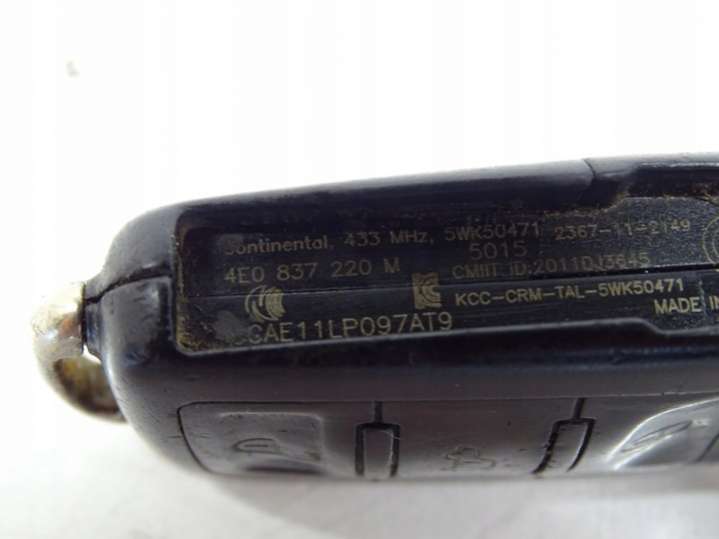 Continental, 433 MHz, 5WK50471 2367-11-2149
5015
4E0 837 220 M CMIIT ID:2011DJ3645
KCC-CRM-TAL-5WK50471
MADE IN
CCAE11LP097AT9